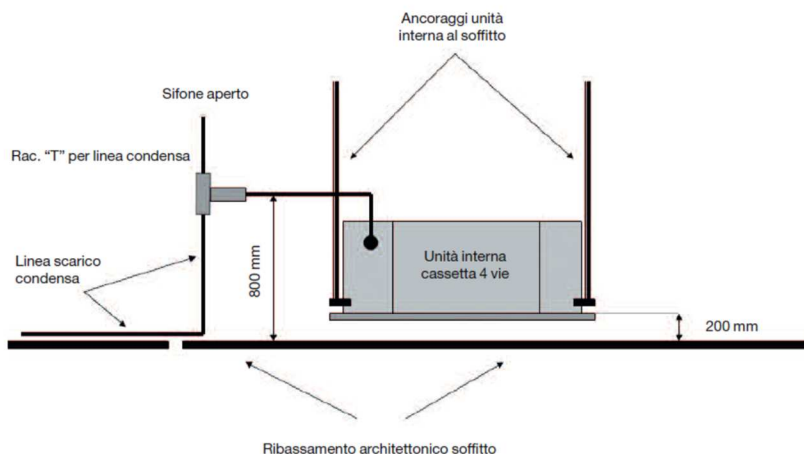 Ancoraggi unità
interna al soffitto
Sifone aperto
Rac. “T” per linea condensa
Linea scarico
condensa
800 mm
Unità interna
cassetta 4 vie
200 mm
Ribassamento architettonico soffitto